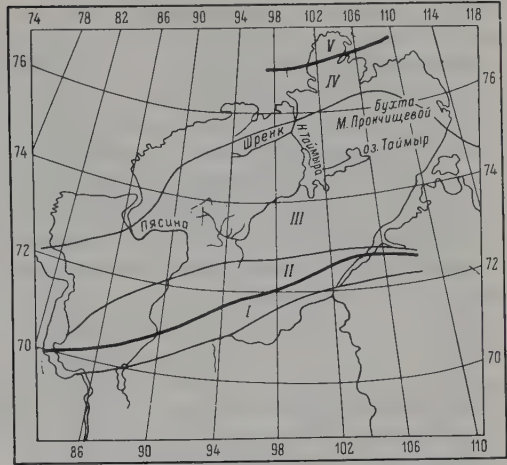 74 78 82 86 90 94 98 102 106 110 114 118
76
76
V
IV
Бухта
М. Прончищевой
Шренк
Н. Таймыра
оз. Таймыр
74
74
Пясина
III
72
72
II
I
70
70
86 90 94 98 102 106 110